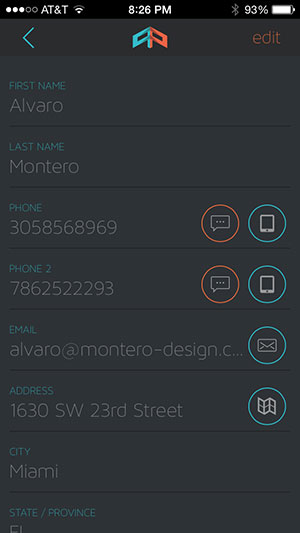 AT&T 8:26 PM 93%
edit
FIRST NAME
Alvaro
LAST NAME
Montero
PHONE
3058568969
PHONE 2
7862522293
EMAIL
alvaro@montero-design.c...
ADDRESS
1630 SW 23rd Street
CITY
Miami
STATE / PROVINCE
FL